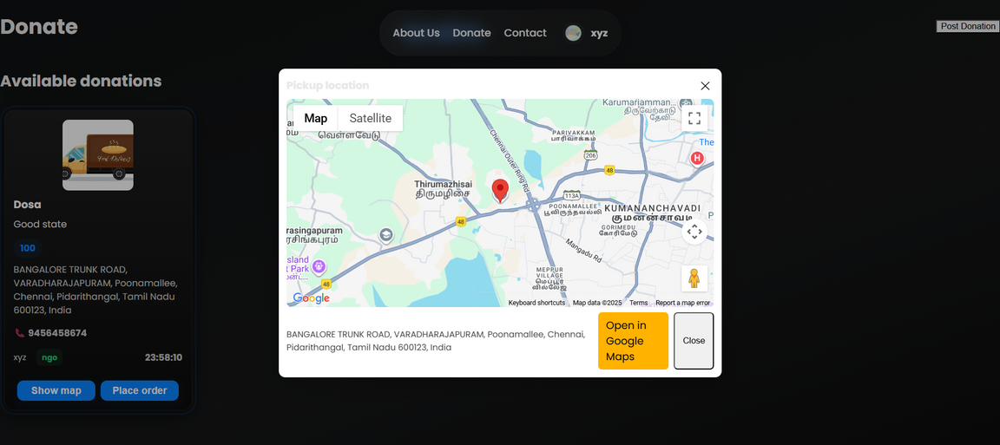 Donate
About Us
Donate
Contact
xyz
Post Donation
Available donations
Dosa
Good state
100
BANGALORE TRUNK ROAD,
VARADHARAJAPURAM, Poonamallee,
Chennai, Pidarithangal, Tamil Nadu
600123, India
9456458674
xyz
ngo
23:58:10
Show map
Place order
Pickup location
Map
Satellite
Karumariamman...
திருவேற்காடு
தேவி...
வெள்ளவேடு
PARIVAKKAM
பாரிவாக்கம்
The
206
H
48
Chennai Outer Ring Rd
Thirumazhisai
திருமழிசை
113A
POONAMALLEE
பூவிருந்தவல்லி
KUMANANCHAVADI
குமணன்சாவடி
P
48
GORIMEDU
கோரிமேடு
rasingapuram
ரசிங்கபுரம்
Mangadu Rd
sland
t Park
MEPPUR
VILLAGE
மெப்பூர்
வில்லேஜ்
48
Google
Keyboard shortcuts
Map data ©2025
Terms
Report a map error
BANGALORE TRUNK ROAD, VARADHARAJAPURAM, Poonamallee, Chennai,
Pidarithangal, Tamil Nadu 600123, India
Open in
Google
Maps
Close